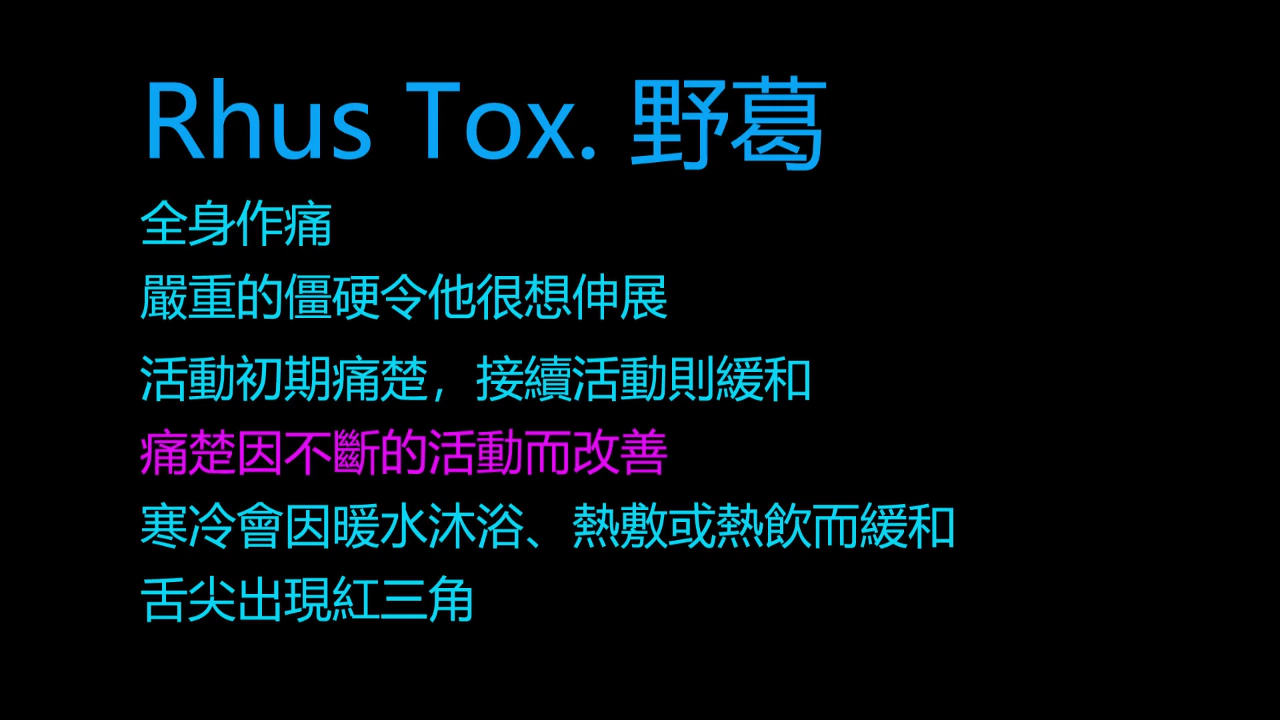 Rhus Tox. 野葛
全身作痛
嚴重的僵硬令他很想伸展
活動初期痛楚，接續活動則緩和
痛楚因不斷的活動而改善
寒冷會因暖水沐浴、熱敷或熱飲而緩和
舌尖出現紅三角